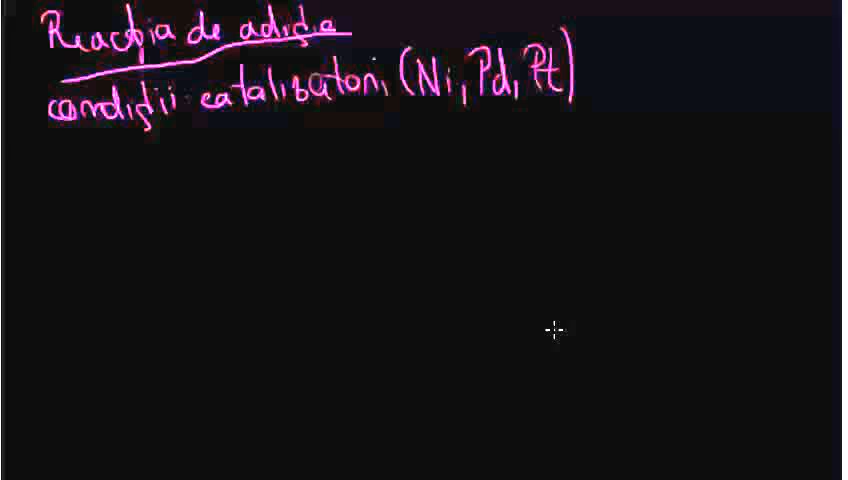 Reacția de adiție
condiții: catalizatori (Ni, Pd, Pt)